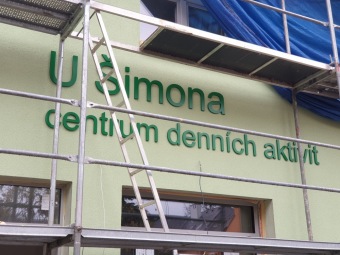 U Šimona
centrum denních aktivit